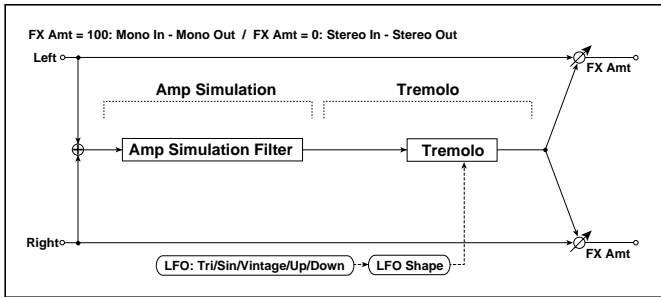 FX Amt = 100: Mono In - Mono Out / FX Amt = 0: Stereo In - Stereo Out
Left
FX Amt
Amp Simulation
Tremolo
Amp Simulation Filter
Tremolo
Right
FX Amt
LFO: Tri/Sin/Vintage/Up/Down
LFO Shape